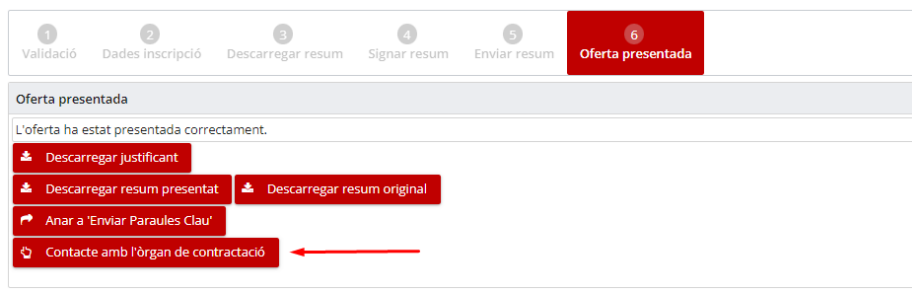 1 2 3 4 5 6
Validació Dades inscripció Descarregar resum Signar resum Enviar resum Oferta presentada
Oferta presentada
L'oferta ha estat presentada correctament.
Descarregar justificant
Descarregar resum presentat Descarregar resum original
Anar a 'Enviar Paraules Clau'
Contacte amb l'òrgan de contractació